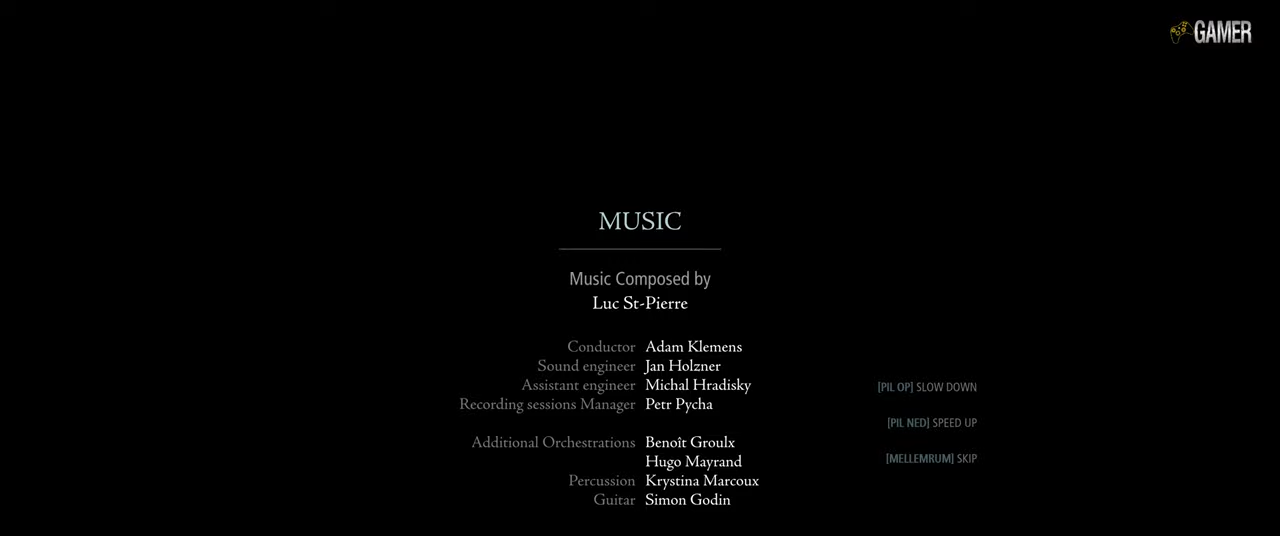 GAMER
MUSIC
Music Composed by
Luc St-Pierre
Conductor Adam Klemens
Sound engineer Jan Holzner
Assistant engineer Michal Hradisky
Recording sessions Manager Petr Pycha
Additional Orchestrations Benoît Groulx
Hugo Mayrand
Percussion Krystina Marcoux
Guitar Simon Godin
[PIL OP] SLOW DOWN
[PIL NED] SPEED UP
[MELLEMRUM] SKIP